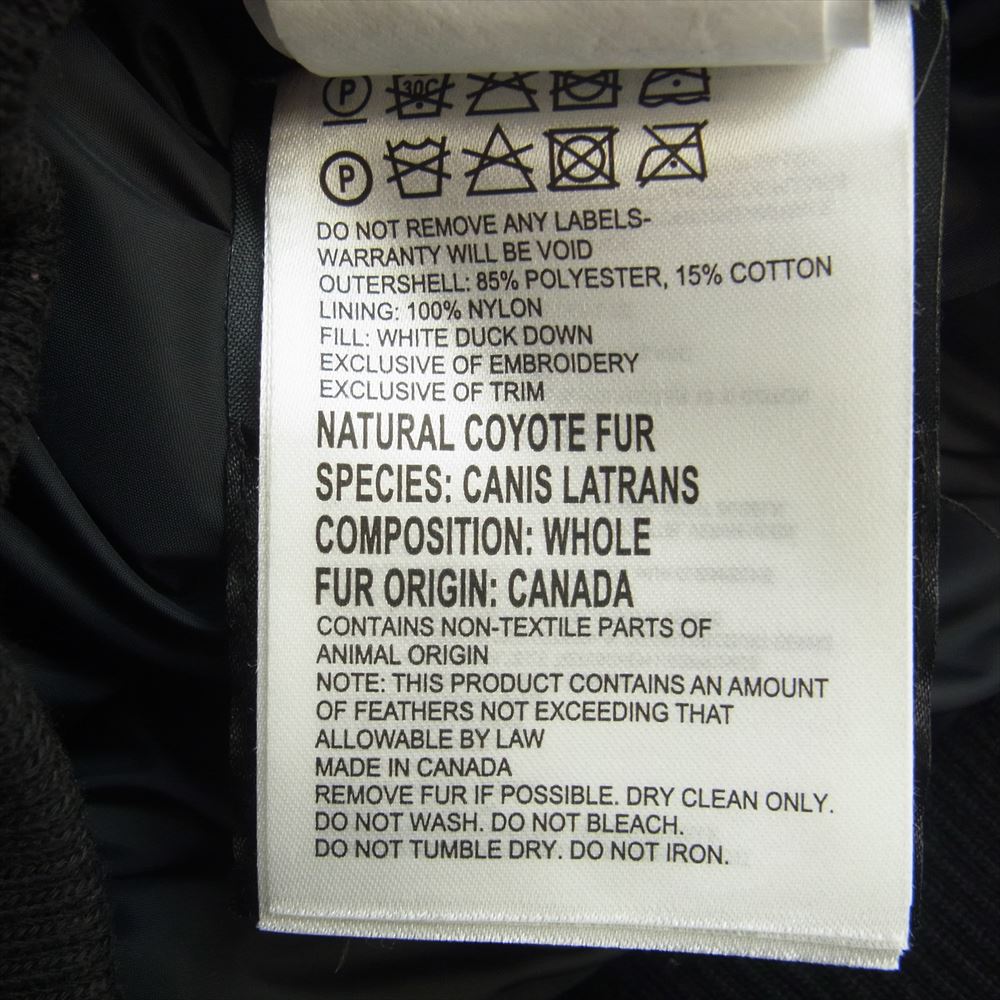 P 30C
P
DO NOT REMOVE ANY LABELS-
WARRANTY WILL BE VOID
OUTERSHELL: 85% POLYESTER, 15% COTTON
LINING: 100% NYLON
FILL: WHITE DUCK DOWN
EXCLUSIVE OF EMBROIDERY
EXCLUSIVE OF TRIM
NATURAL COYOTE FUR
SPECIES: CANIS LATRANS
COMPOSITION: WHOLE
FUR ORIGIN: CANADA
CONTAINS NON-TEXTILE PARTS OF
ANIMAL ORIGIN
NOTE: THIS PRODUCT CONTAINS AN AMOUNT
OF FEATHERS NOT EXCEEDING THAT
ALLOWABLE BY LAW
MADE IN CANADA
REMOVE FUR IF POSSIBLE. DRY CLEAN ONLY.
DO NOT WASH. DO NOT BLEACH.
DO NOT TUMBLE DRY. DO NOT IRON.